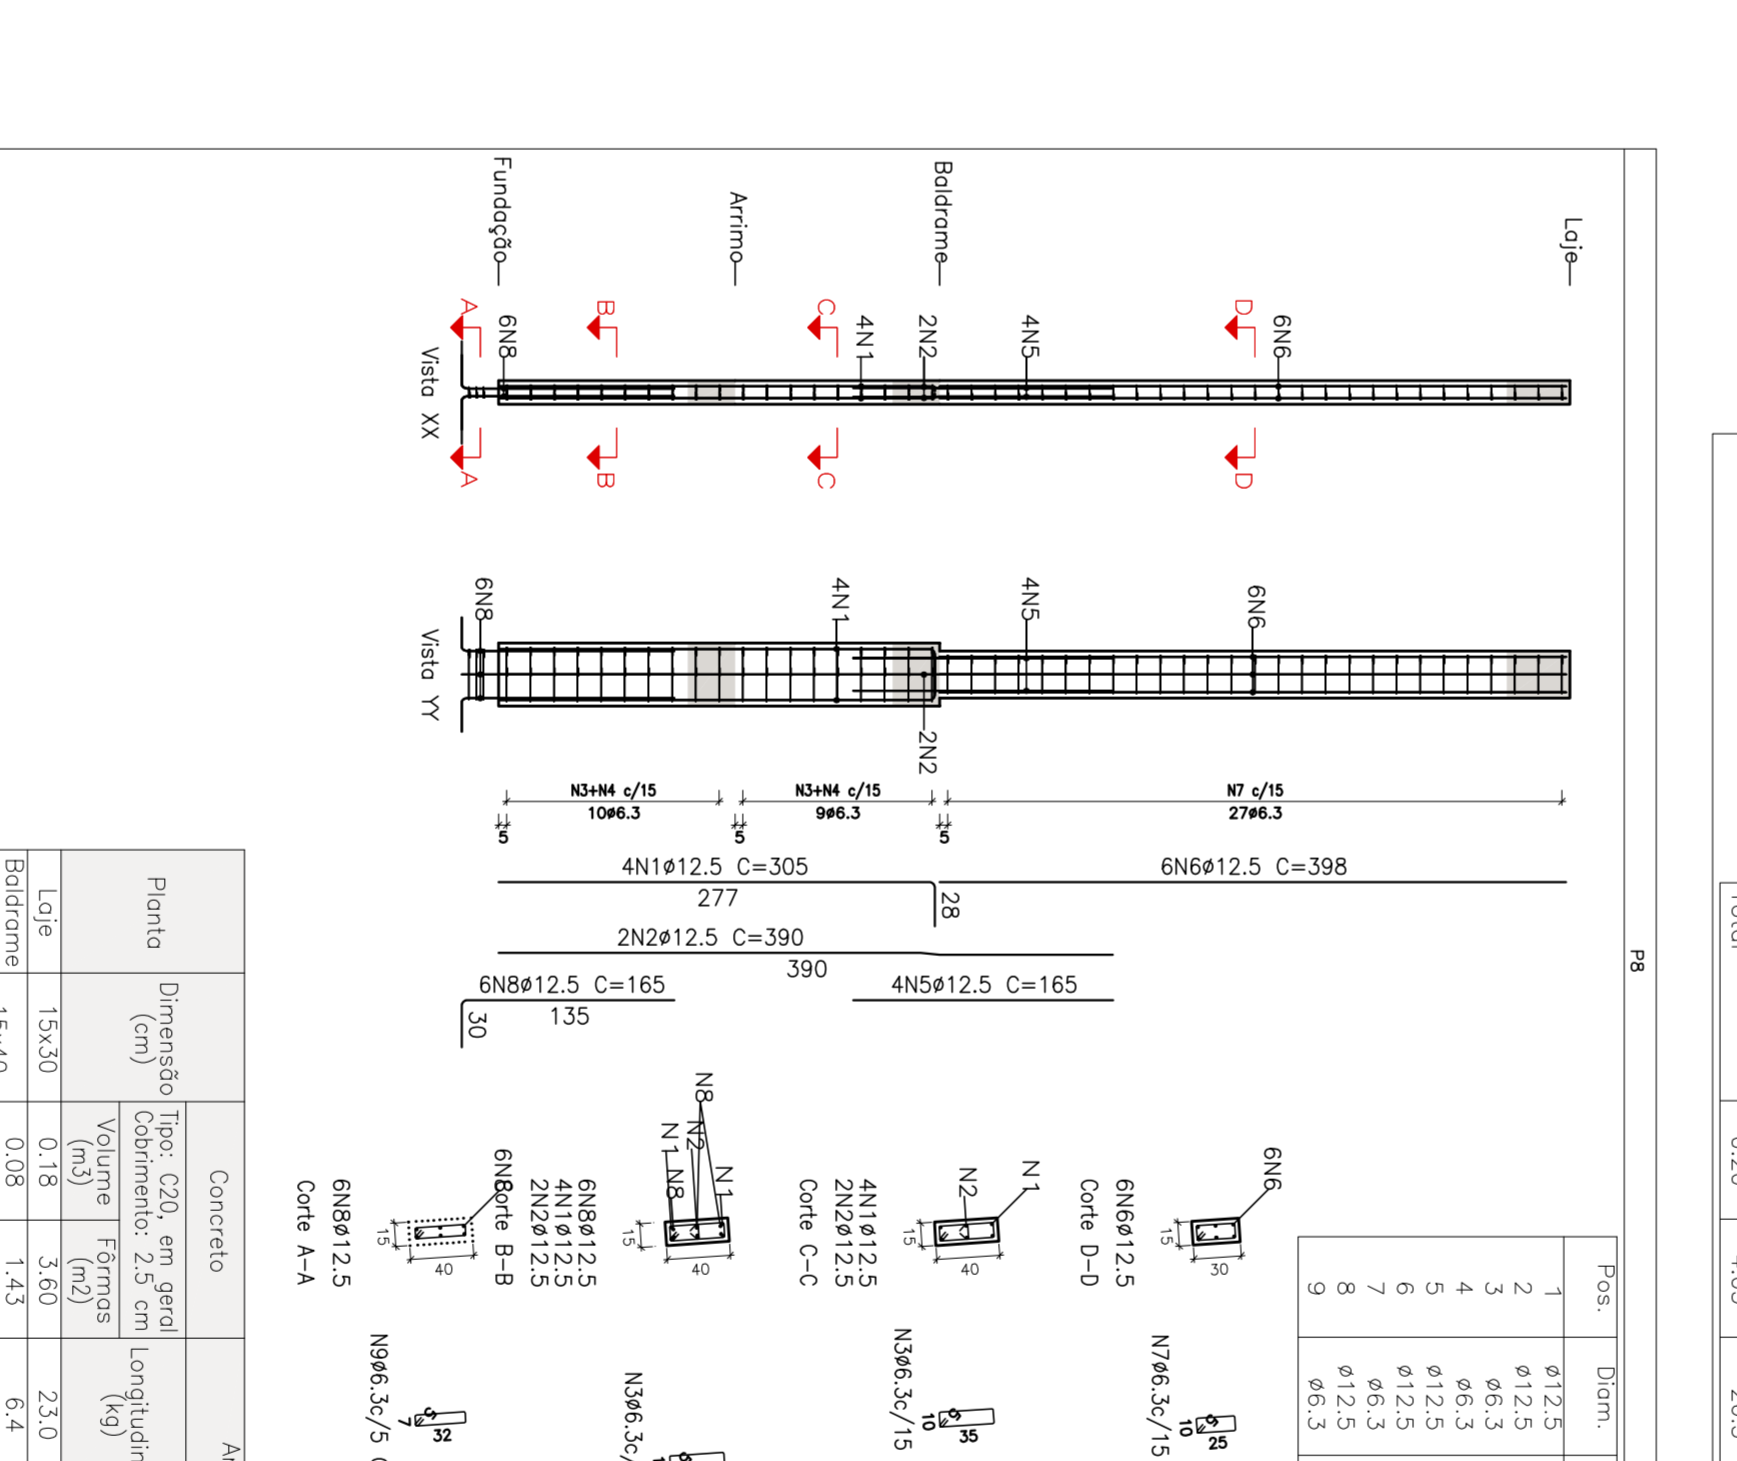 P8
Laje
Baldrame
Arrimo
Fundação
A
B
C
D
6N8
4N1
2N2
4N5
6N6
A
B
C
D
Vista XX
6N8
4N1
4N5
6N6
2N2
Vista YY
N3+N4 c/15
10ø6.3
N3+N4 c/15
9ø6.3
N7 c/15
27ø6.3
5
5
5
4N1ø12.5 C=305
277
28
6N6ø12.5 C=398
2N2ø12.5 C=390
390
6N8ø12.5 C=165
135
30
4N5ø12.5 C=165
6N8
15
40
6N8ø12.5
Corte A-A
N8
N2
N1
N8
N1
15
40
6N8ø12.5
4N1ø12.5
2N2ø12.5
Corte B-B
N1
N2
15
40
4N1ø12.5
2N2ø12.5
Corte C-C
6N6
15
30
6N6ø12.5
Corte D-D
N9ø6.3c/5
7
32
N3ø6.3c/
N3ø6.3c/15
10
35
N7ø6.3c/15
10
25
Pos. Diam.
1 ø12.5
2 ø12.5
3 ø6.3
4 ø6.3
5 ø12.5
6 ø12.5
7 ø6.3
8 ø12.5
9 ø6.3
Planta
Dimensão
(cm)
Concreto
Tipo: C20, em geral
Cobrimento: 2.5 cm
Volume
(m3)
Fôrmas
(m2)
Longitudin
(kg)
Laje 15x30 0.18 3.60 23.0
Baldrame 15x40 0.08 1.43 6.4